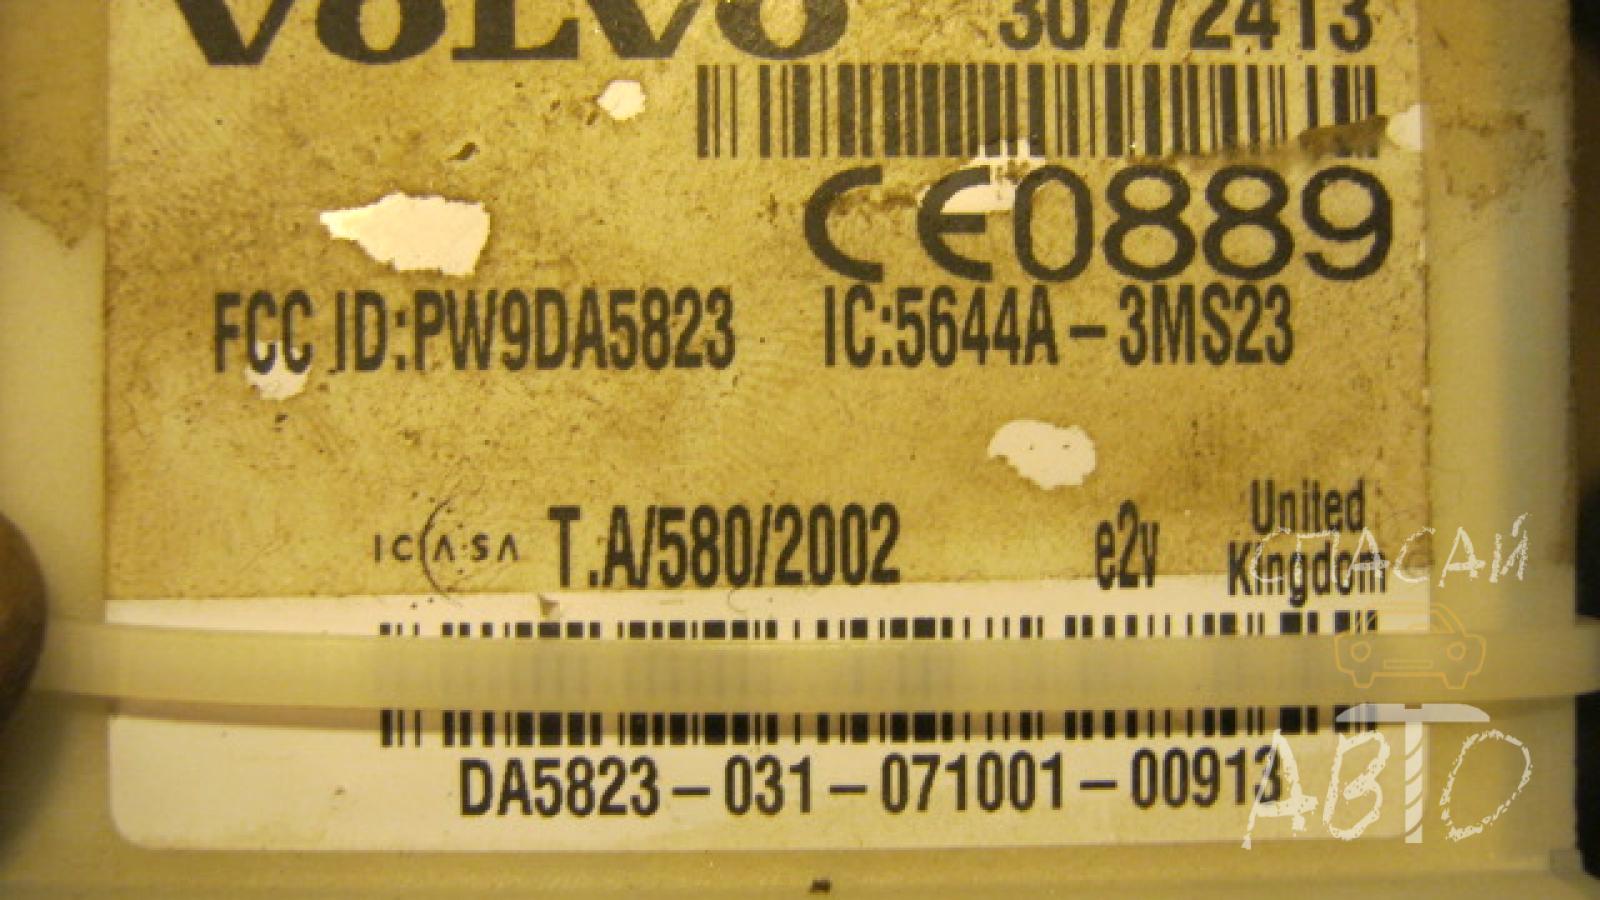 VOLVO 30772413
CE0889
FCC ID:PW9DA5823 IC:5644A-3MS23
ICASA T.A/580/2002 e2v United
Kingdom
DA5823-031-071001-00913
СПАСАЙ
АВТО